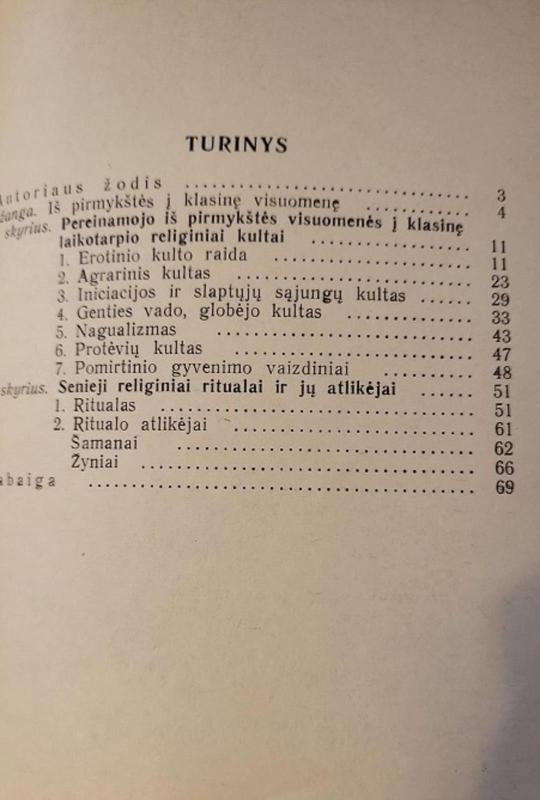 TURINYS
Autoriaus žodis .......................... 3
žanga. Iš pirmykštės į klasinę visuomenę .......... 4
skyrius. Pereinamojo iš pirmykštės visuomenės į klasinę
laikotarpio religiniai kultai .............. 11
1. Erotinio kulto raida .................. 11
2. Agrarinis kultas .................. 23
3. Iniciacijos ir slaptųjų sąjungų kultas ...... 29
4. Genties vado, globėjo kultas .......... 33
5. Nagualizmas .................. 43
6. Protėvių kultas .................. 47
7. Pomirtinio gyvenimo vaizdiniai .......... 48
skyrius. Senieji religiniai ritualai ir jų atlikėjai ...... 51
1. Ritualas .................. 51
2. Ritualo atlikėjai .................. 61
Šamanai .................. 62
Žyniai .................. 66
abaiga .................. 69